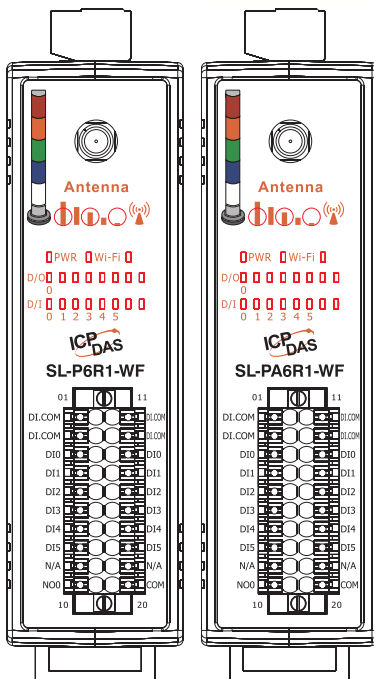 Antenna
PWR Wi-Fi
D/O
0
D/I
0 1 2 3 4 5
ICP DAS
SL-P6R1-WF
01 11
DI.COM DI.COM
DI.COM DI.COM
DI0 DI0
DI1 DI1
DI2 DI2
DI3 DI3
DI4 DI4
DI5 DI5
N/A N/A
NO0 COM
10 20
Antenna
PWR Wi-Fi
D/O
0
D/I
0 1 2 3 4 5
ICP DAS
SL-PA6R1-WF
01 11
DI.COM DI.COM
DI.COM DI.COM
DI0 DI0
DI1 DI1
DI2 DI2
DI3 DI3
DI4 DI4
DI5 DI5
N/A N/A
NO0 COM
10 20